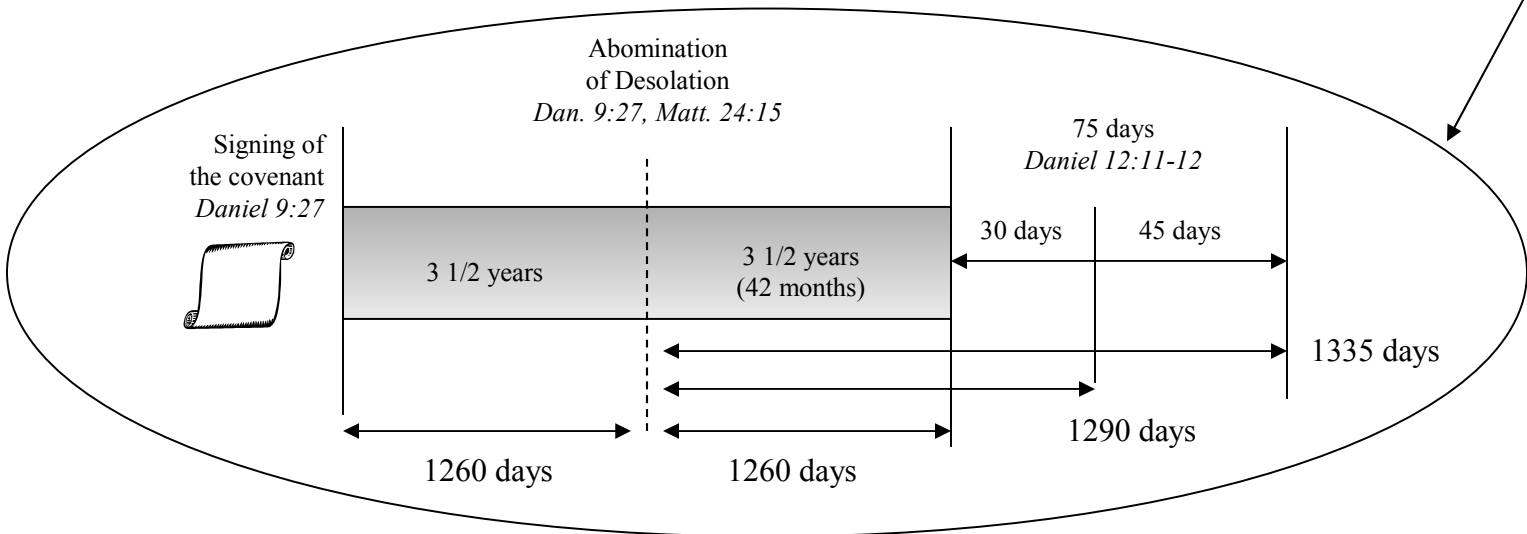 Abomination
of Desolation
Dan. 9:27, Matt. 24:15
Signing of
the covenant
Daniel 9:27
75 days
Daniel 12:11-12
30 days
45 days
3 1/2 years
3 1/2 years
(42 months)
1335 days
1290 days
1260 days
1260 days